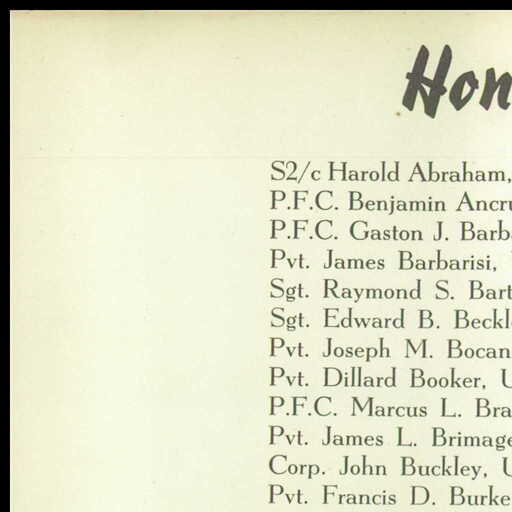 Hon
S2/c Harold Abraham,
P.F.C. Benjamin Ancru
P.F.C. Gaston J. Barb
Pvt. James Barbarisi,
Sgt. Raymond S. Bart
Sgt. Edward B. Beckl
Pvt. Joseph M. Bocan
Pvt. Dillard Booker, U
P.F.C. Marcus L. Bra
Pvt. James L. Brimage
Corp. John Buckley, U
Pvt. Francis D. Burke